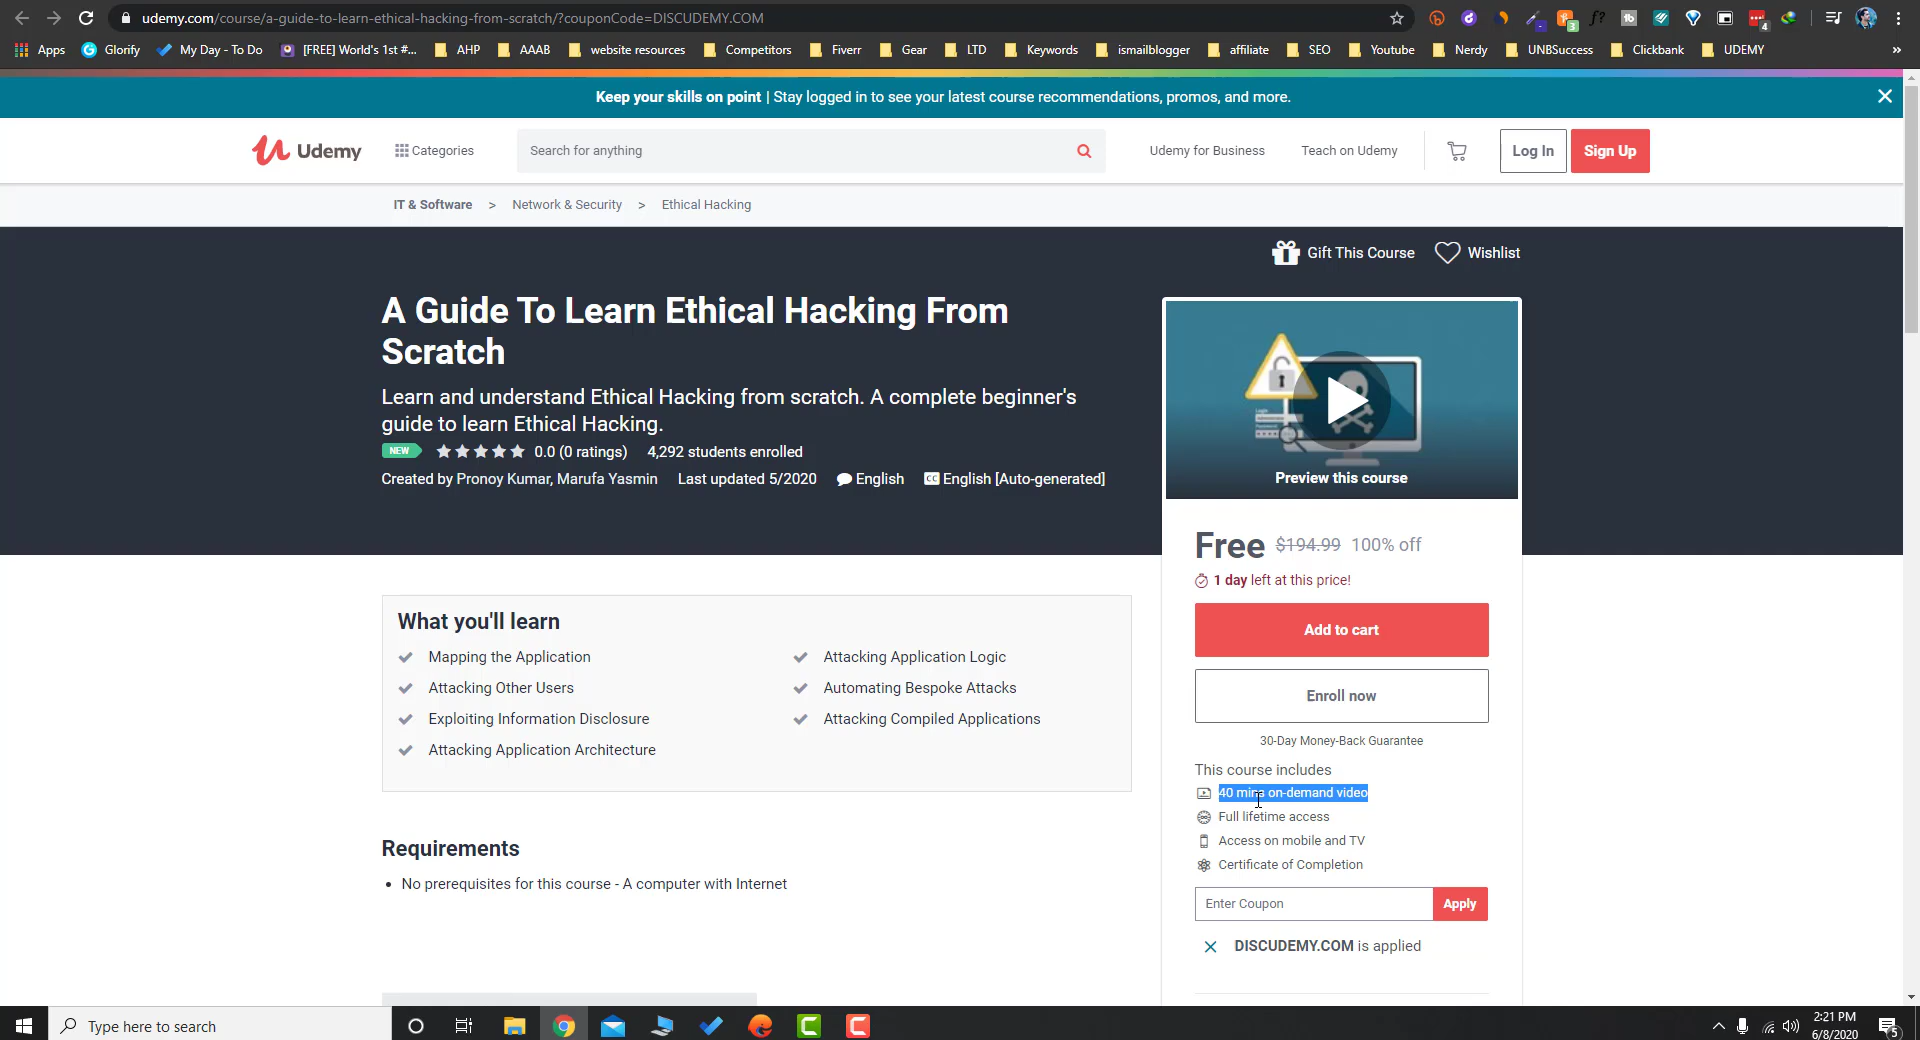 udemy.com/course/a-guide-to-learn-ethical-hacking-from-scratch/?couponCode=DISCUDEMY.COM
Apps Glorify My Day - To Do [FREE] World's 1st #... AHP AAAB website resources Competitors Fiverr Gear LTD Keywords ismailblogger affiliate SEO Youtube Nerdy UNBSuccess Clickbank UDEMY »
Keep your skills on point | Stay logged in to see your latest course recommendations, promos, and more.
Udemy Categories Search for anything Udemy for Business Teach on Udemy Log In Sign Up
IT & Software > Network & Security > Ethical Hacking
Gift This Course Wishlist
A Guide To Learn Ethical Hacking From
Scratch
Learn and understand Ethical Hacking from scratch. A complete beginner's
guide to learn Ethical Hacking.
NEW 0.0 (0 ratings) 4,292 students enrolled
Created by Pronoy Kumar, Marufa Yasmin Last updated 5/2020 English CC English [Auto-generated]
Preview this course
Free $194.99 100% off
1 day left at this price!
Add to cart
Enroll now
30-Day Money-Back Guarantee
This course includes
40 mins on-demand video
Full lifetime access
Access on mobile and TV
Certificate of Completion
Enter Coupon Apply
DISCUDEMY.COM is applied
What you'll learn
Mapping the Application
Attacking Other Users
Exploiting Information Disclosure
Attacking Application Architecture
Attacking Application Logic
Automating Bespoke Attacks
Attacking Compiled Applications
Requirements
• No prerequisites for this course - A computer with Internet
Type here to search
2:21 PM
6/8/2020
5